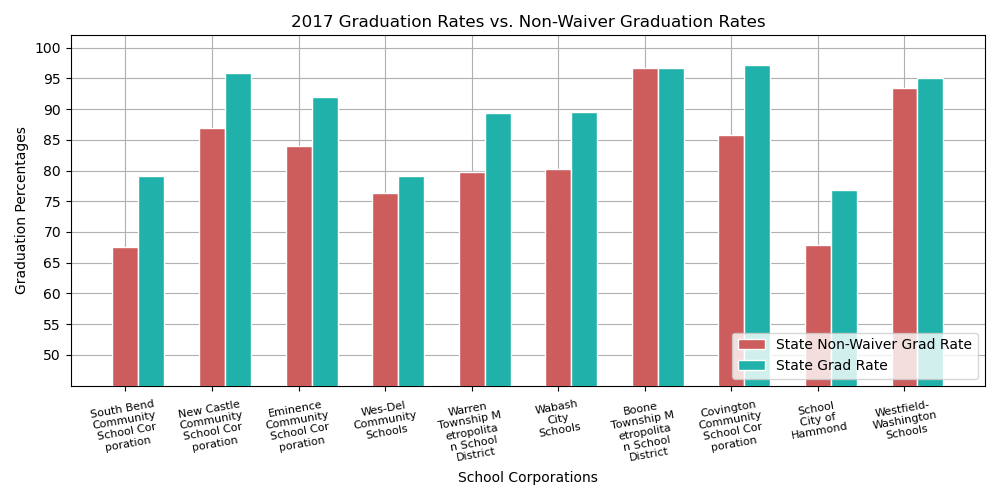 2017 Graduation Rates vs. Non-Waiver Graduation Rates
Graduation Percentages
100
95
90
85
80
75
70
65
60
55
50
State Non-Waiver Grad Rate
State Grad Rate
South Bend
Community
School Cor
poration
New Castle
Community
School Cor
poration
Eminence
Community
School Cor
poration
Wes-Del
Community
Schools
Warren
Township M
etropolita
n School
District
Wabash
City
Schools
Boone
Township M
etropolita
n School
District
Covington
Community
School Cor
poration
School
City of
Hammond
Westfield-
Washington
Schools
School Corporations